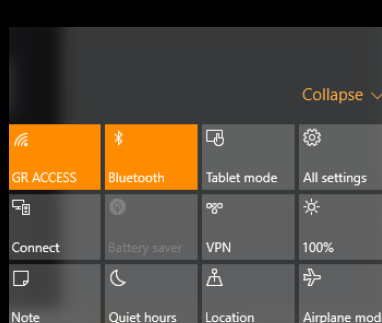 Collapse
GR ACCESS
Bluetooth
Tablet mode
All settings
Connect
Battery saver
VPN
100%
Note
Quiet hours
Location
Airplane mod